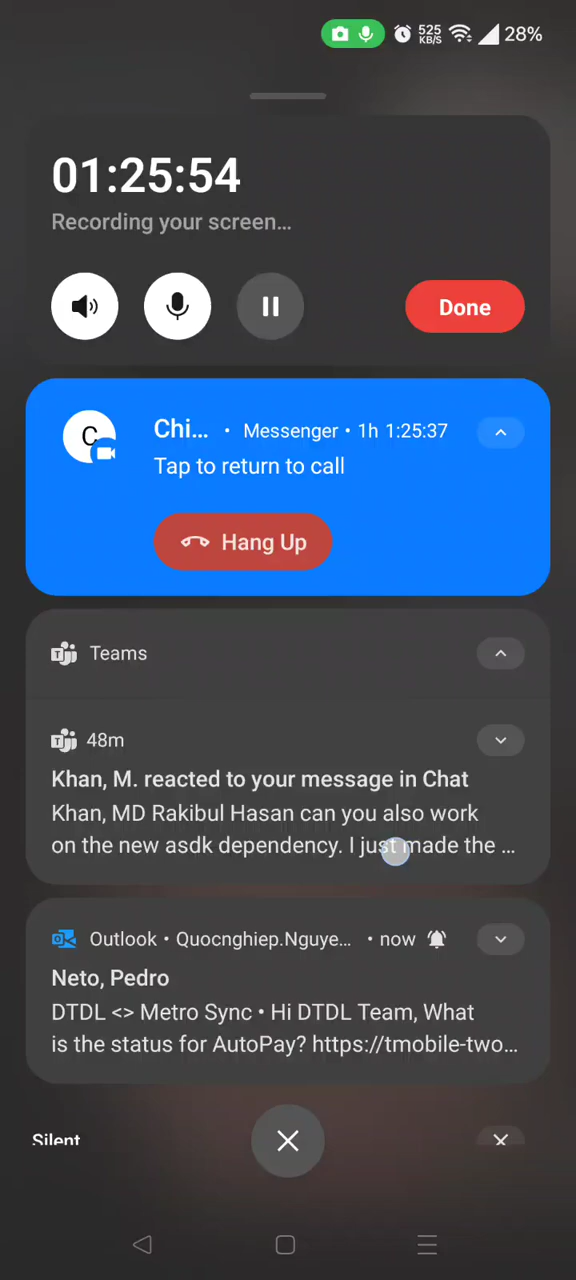 525
KB/S
28%
01:25:54
Recording your screen...
Done
C
Chi... • Messenger • 1h 1:25:37
Tap to return to call
Hang Up
Teams
48m
Khan, M. reacted to your message in Chat
Khan, MD Rakibul Hasan can you also work
on the new asdk dependency. I just made the ...
Outlook • Quocnghiep.Nguye... • now
Neto, Pedro
DTDL <> Metro Sync • Hi DTDL Team, What
is the status for AutoPay? https://tmobile-two...
Silent